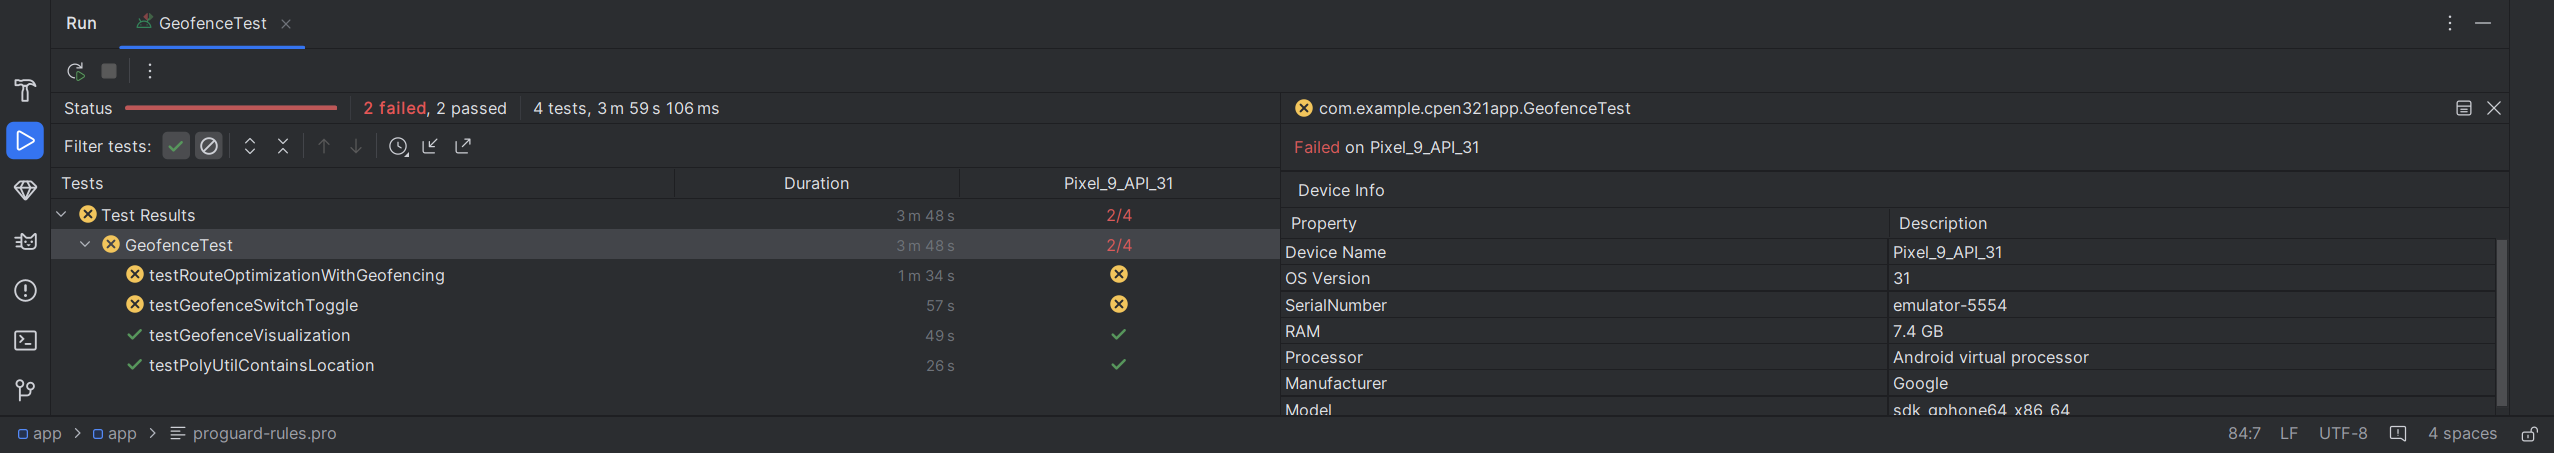 Run GeofenceTest
Status 2 failed, 2 passed 4 tests, 3 m 59 s 106 ms
Filter tests:
Tests Duration Pixel_9_API_31
Test Results 3 m 48 s 2/4
GeofenceTest 3 m 48 s 2/4
testRouteOptimizationWithGeofencing 1 m 34 s
testGeofenceSwitchToggle 57 s
testGeofenceVisualization 49 s
testPolyUtilContainsLocation 26 s
com.example.cpen321app.GeofenceTest
Failed on Pixel_9_API_31
Device Info
Property Description
Device Name Pixel_9_API_31
OS Version 31
SerialNumber emulator-5554
RAM 7.4 GB
Processor Android virtual processor
Manufacturer Google
Model sdk_gphone64_x86_64
app app proguard-rules.pro 84:7 LF UTF-8 4 spaces